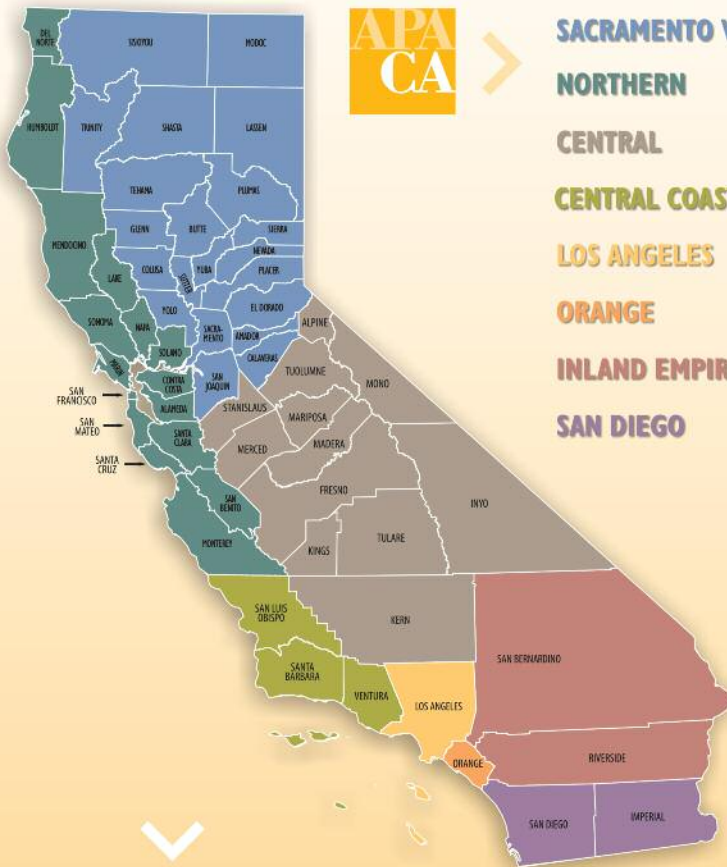 APA
CA
SACRAMENTO V
NORTHERN
CENTRAL
CENTRAL COAS
LOS ANGELES
ORANGE
INLAND EMPIR
SAN DIEGO
DEL
NORTE
SISKIYOU
MODOC
HUMBOLDT
TRINITY
SHASTA
LASSEN
TEHAMA
PLUMAS
MENDOCINO
GLENN
BUTTE
SIERRA
NEVADA
LAKE
COLUSA
SUTTER
YUBA
PLACER
SONOMA
NAPA
YOLO
EL DORADO
SACRA-
MENTO
AMADOR
ALPINE
MARIN
SOLANO
CALAVERAS
CONTRA
COSTA
SAN
JOAQUIN
TUOLUMNE
MONO
SAN
FRANCISCO
ALAMEDA
STANISLAUS
MARIPOSA
SAN
MATEO
SANTA
CLARA
MERCED
MADERA
SANTA
CRUZ
SAN
BENITO
FRESNO
INYO
MONTEREY
KINGS
TULARE
SAN LUIS
OBISPO
KERN
SAN BERNARDINO
SANTA
BARBARA
VENTURA
LOS ANGELES
ORANGE
RIVERSIDE
SAN DIEGO
IMPERIAL